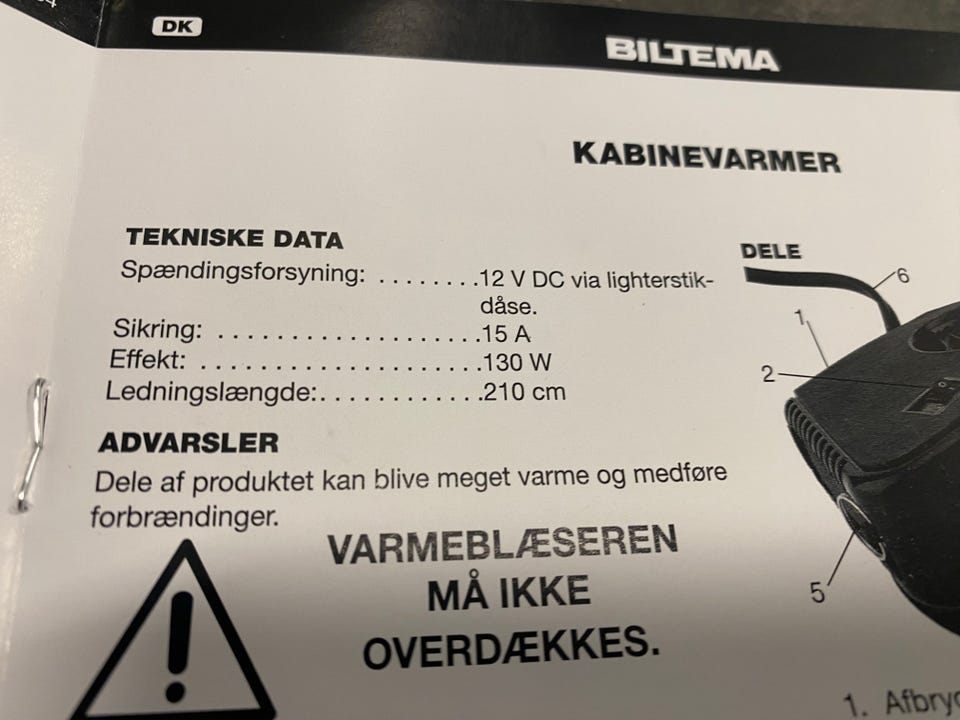 DK
BILTEMA
KABINEVARMER
TEKNISKE DATA
Spændingsforsyning: ........12 V DC via lighterstik-
dåse.
Sikring: ....................15 A
Effekt: .....................130 W
Ledningslængde:.............210 cm
ADVARSLER
Dele af produktet kan blive meget varme og medføre
forbrændinger.
VARMEBLÆSEREN
MÅ IKKE
OVERDÆKKES.
DELE
6
1
2
5
1.